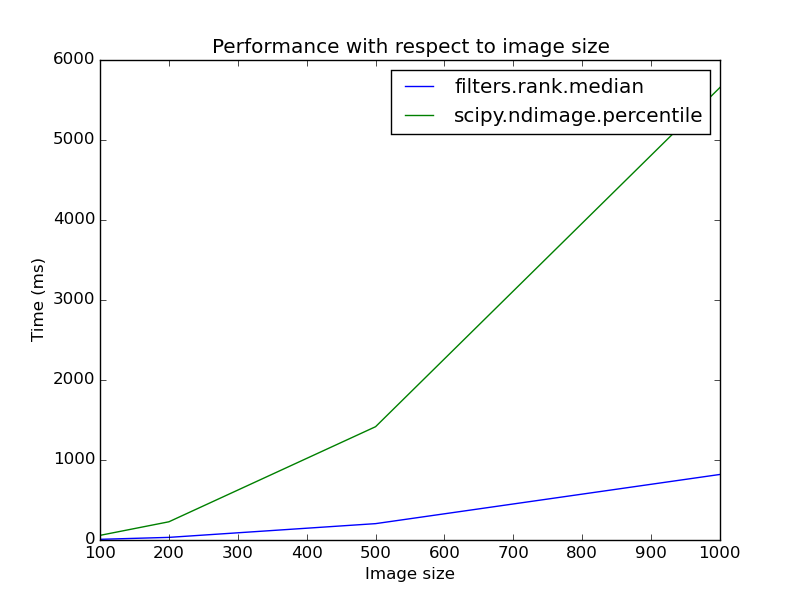 Performance with respect to image size
filters.rank.median
scipy.ndimage.percentile
6000
5000
4000
3000
2000
1000
0
Time (ms)
100 200 300 400 500 600 700 800 900 1000
Image size